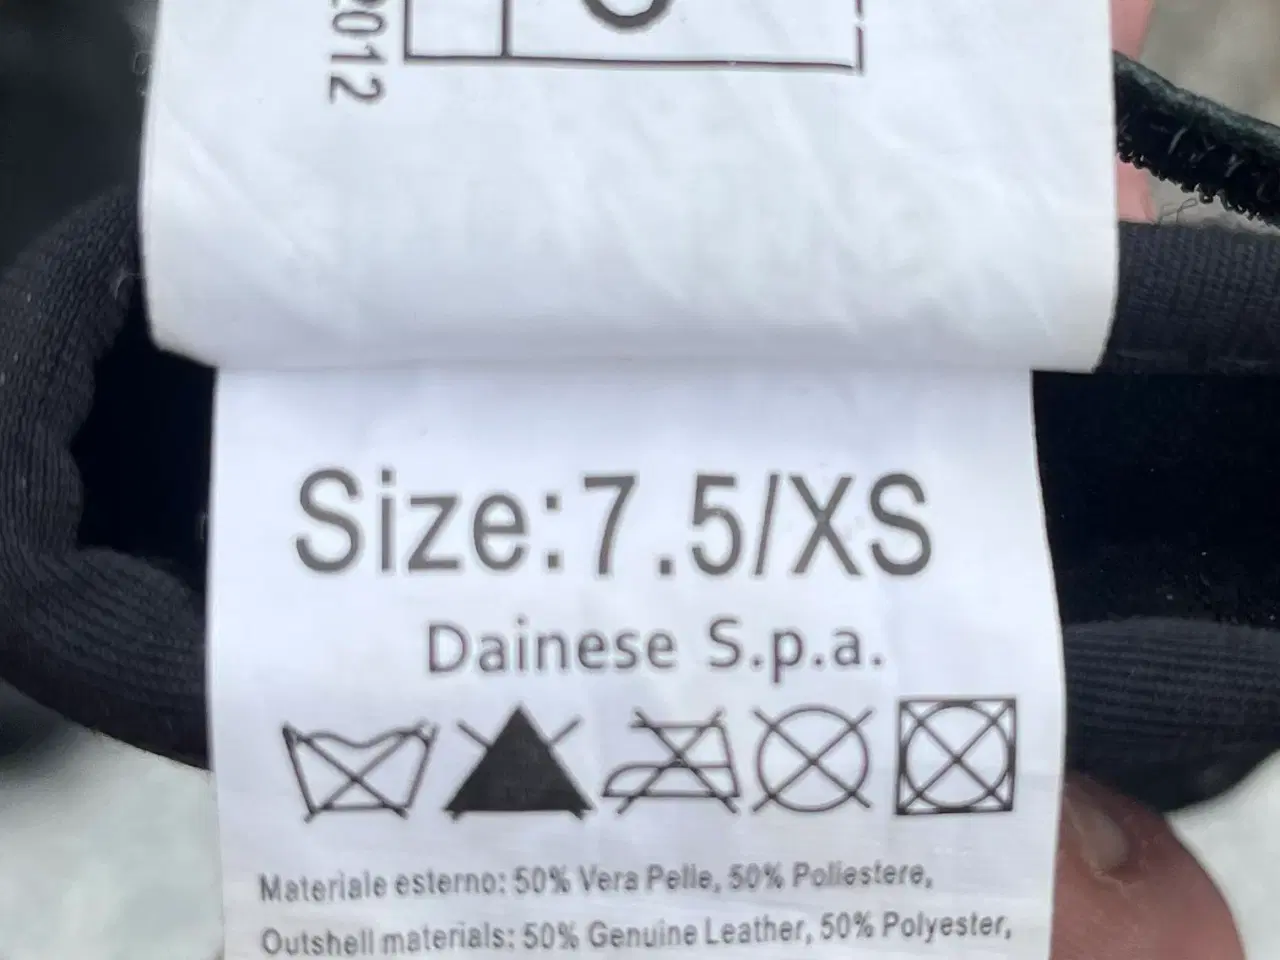 2012
Size:7.5/XS
Dainese S.p.a.
Materiale esterno: 50% Vera Pelle, 50% Poliestere,
Outshell materials: 50% Genuine Leather, 50% Polyester,